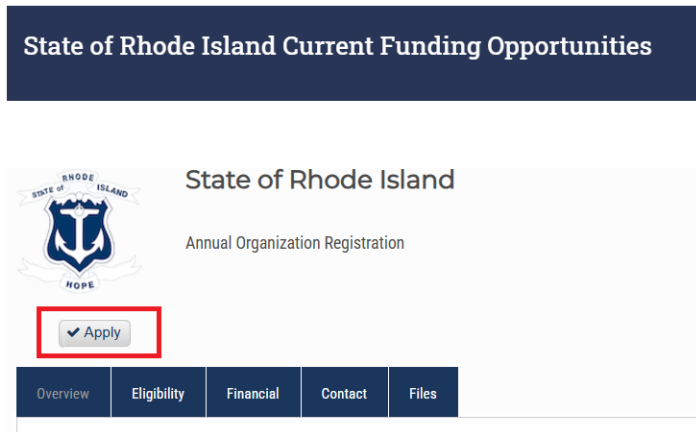 State of Rhode Island Current Funding Opportunities
RHODE
STATE of ISLAND
HOPE
State of Rhode Island
Annual Organization Registration
Apply
Overview Eligibility Financial Contact Files